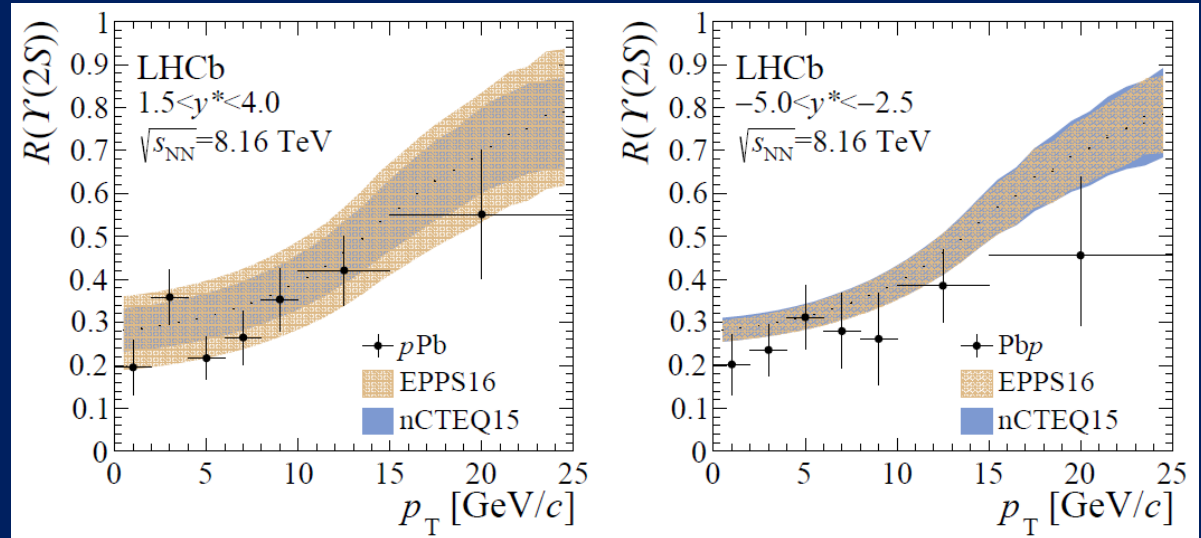 R(ϒ(2S))
1
0.9
0.8
0.7
0.6
0.5
0.4
0.3
0.2
0.1
0
LHCb
1.5<y*<4.0
√sNN=8.16 TeV
pPb
EPPS16
nCTEQ15
0 5 10 15 20 25
pT [GeV/c]
R(ϒ(2S))
1
0.9
0.8
0.7
0.6
0.5
0.4
0.3
0.2
0.1
0
LHCb
−5.0<y*<−2.5
√sNN=8.16 TeV
Pbp
EPPS16
nCTEQ15
0 5 10 15 20 25
pT [GeV/c]